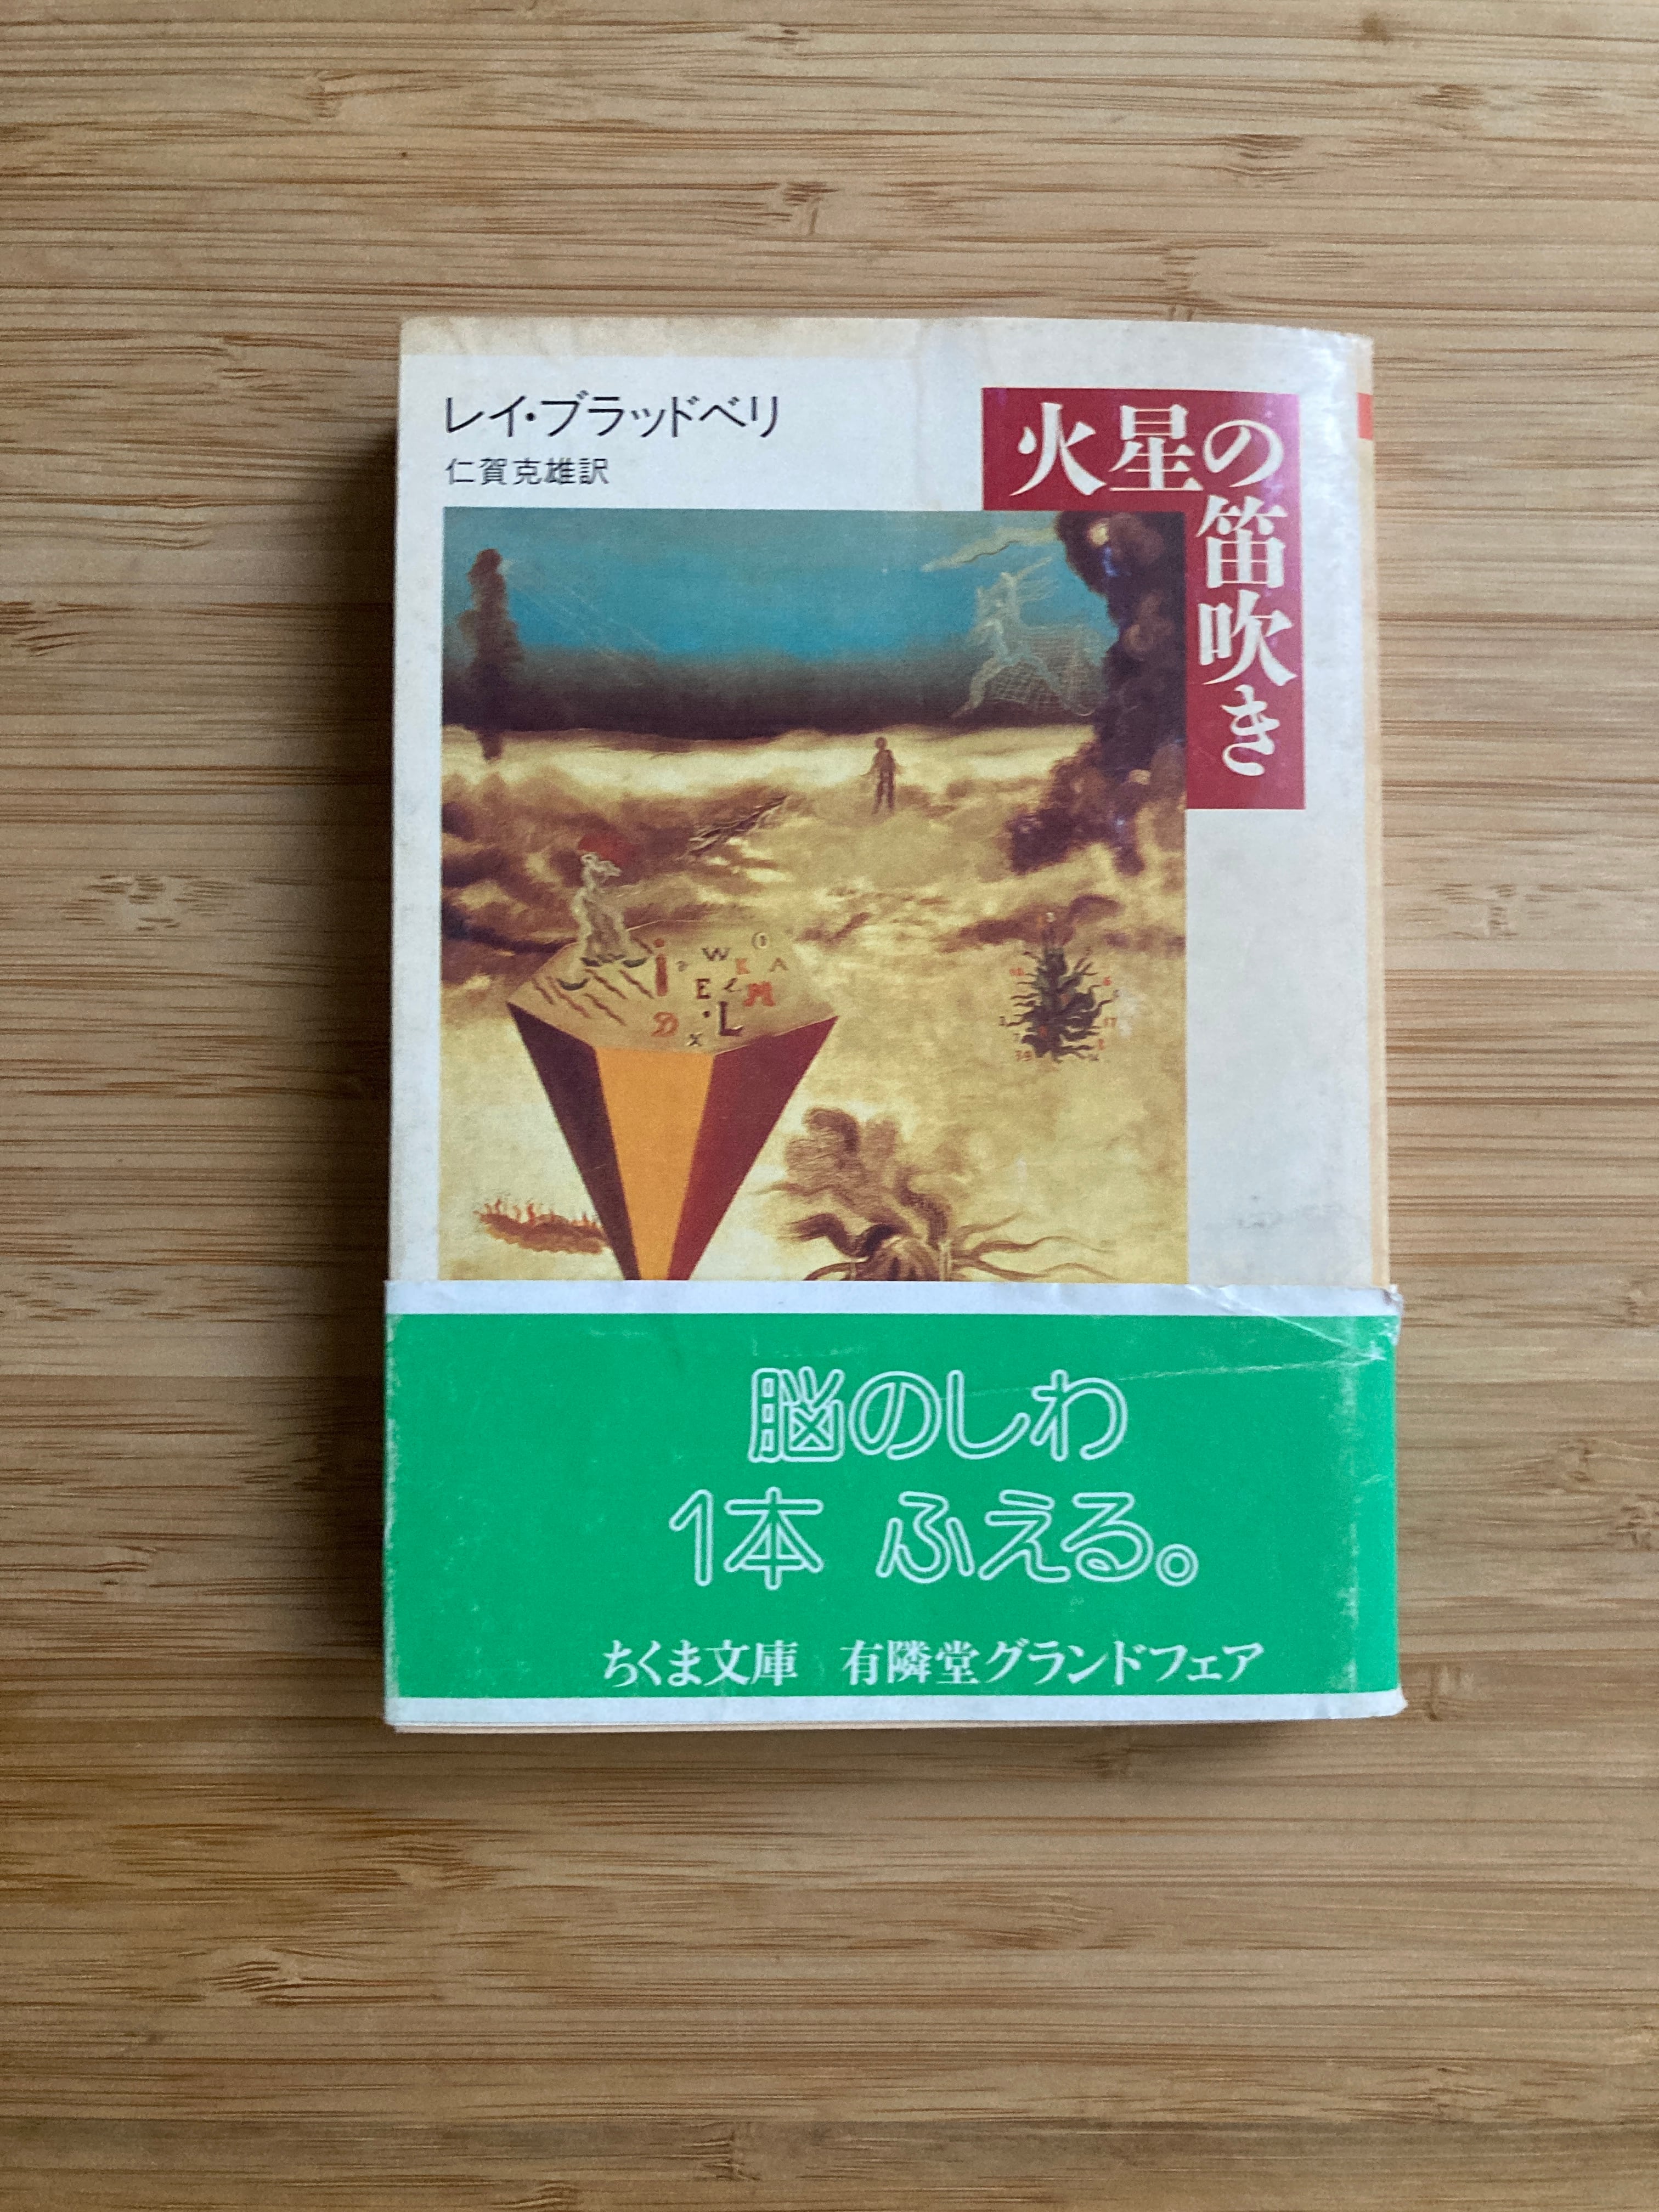 レイ・ブラッドベリ
仁賀克雄訳
火星の笛吹き
脳のしわ
1本 ふえる。
ちくま文庫 有隣堂グランドフェア